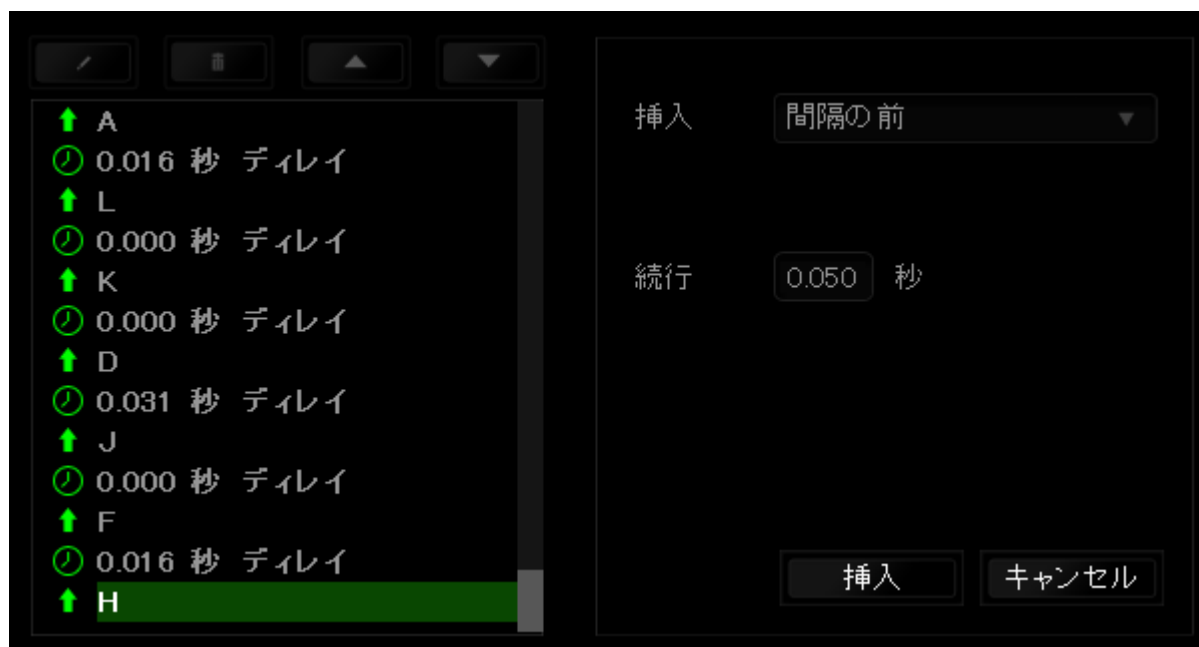 A
0.016 秒 ディレイ
L
0.000 秒 ディレイ
K
0.000 秒 ディレイ
D
0.031 秒 ディレイ
J
0.000 秒 ディレイ
F
0.016 秒 ディレイ
H
挿入 間隔の前
続行 0.050 秒
挿入 キャンセル